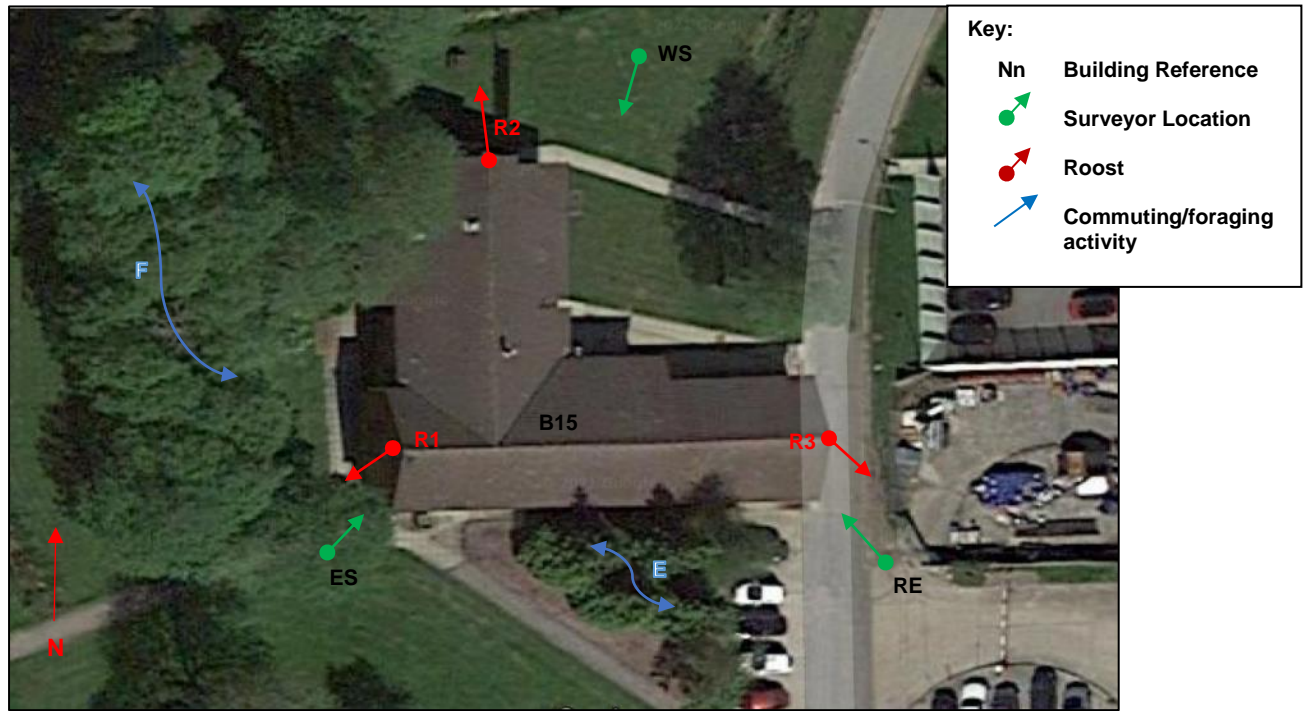 WS
R2
F
B15
R1
R3
ES
E
RE
N
Key:
Nn Building Reference
Surveyor Location
Roost
Commuting/foraging
activity